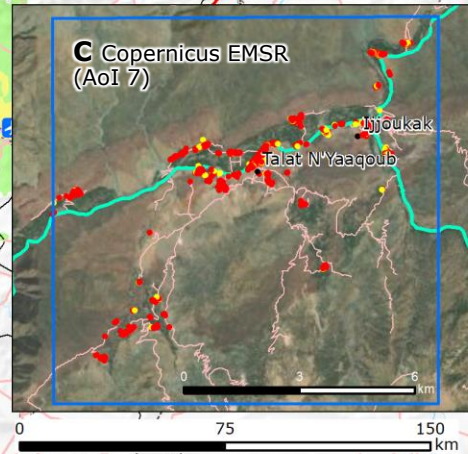 C Copernicus EMSR
(AoI 7)
Ijjoukak
Talat N'Yaaqoub
0 3 6
km
0 75 150
km